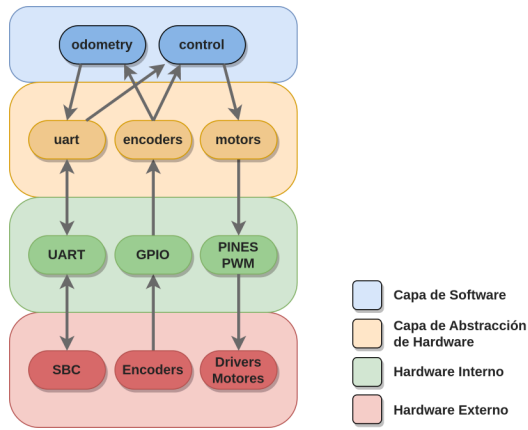 odometry
control
uart
encoders
motors
UART
GPIO
PINES
PWM
SBC
Encoders
Drivers
Motores
Capa de Software
Capa de Abstracción
de Hardware
Hardware Interno
Hardware Externo